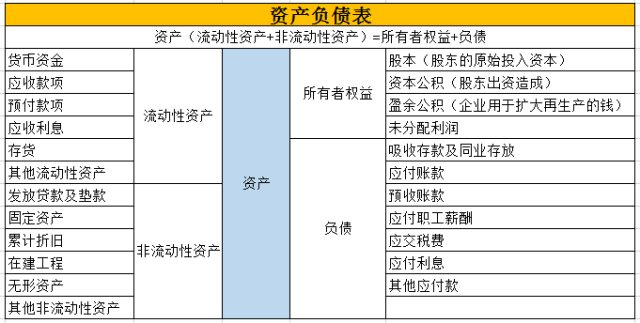 资产负债表
资产（流动性资产+非流动性资产）=所有者权益+负债
货币资金
应收款项
预付款项
应收利息
存货
其他流动性资产
发放贷款及垫款
固定资产
累计折旧
在建工程
无形资产
其他非流动性资产
流动性资产
非流动性资产
资产
所有者权益
负债
股本（股东的原始投入资本）
资本公积（股东出资造成）
盈余公积（企业用于扩大再生产的钱）
未分配利润
吸收存款及同业存放
应付账款
预收账款
应付职工薪酬
应交税费
应付利息
其他应付款